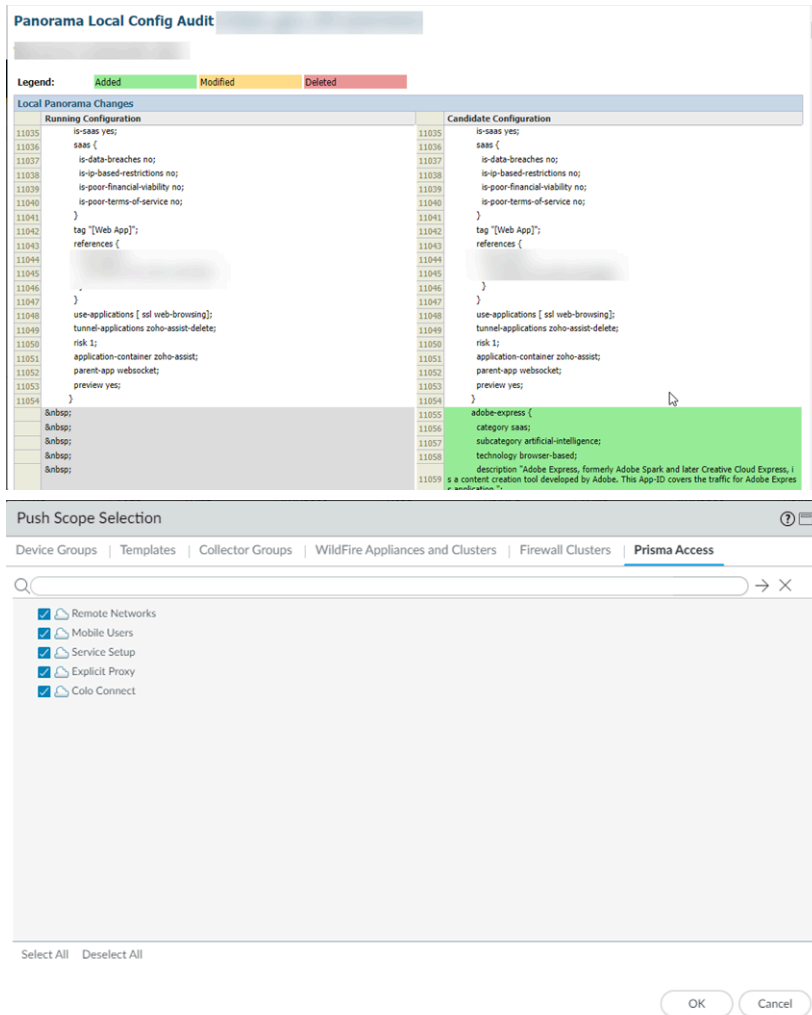 Panorama Local Config Audit
Legend: Added Modified Deleted
Local Panorama Changes
Running Configuration Candidate Configuration
11035 is-saas yes; 11035 is-saas yes;
11036 saas { 11036 saas {
11037 is-data-breaches no; 11037 is-data-breaches no;
11038 is-ip-based-restrictions no; 11038 is-ip-based-restrictions no;
11039 is-poor-financial-viability no; 11039 is-poor-financial-viability no;
11040 is-poor-terms-of-service no; 11040 is-poor-terms-of-service no;
11041 } 11041 }
11042 tag "[Web App]"; 11042 tag "[Web App]";
11043 references { 11043 references {
11044 11044
11045 11045
11046 11046 }
11047 } 11047 }
11048 use-applications [ ssl web-browsing]; 11048 use-applications [ ssl web-browsing];
11049 tunnel-applications zoho-assist-delete; 11049 tunnel-applications zoho-assist-delete;
11050 risk 1; 11050 risk 1;
11051 application-container zoho-assist; 11051 application-container zoho-assist;
11052 parent-app websocket; 11052 parent-app websocket;
11053 preview yes; 11053 preview yes;
11054 } 11054 }
&nbsp; 11055 adobe-express {
&nbsp; 11056 category saas;
&nbsp; 11057 subcategory artificial-intelligence;
&nbsp; 11058 technology browser-based;
&nbsp; description "Adobe Express, formerly Adobe Spark and later Creative Cloud Express, i
11059 s a content creation tool developed by Adobe. This App-ID covers the traffic for Adobe Expres
s application.";
Push Scope Selection
Device Groups | Templates | Collector Groups | WildFire Appliances and Clusters | Firewall Clusters | Prisma Access
Remote Networks
Mobile Users
Service Setup
Explicit Proxy
Colo Connect
Select All Deselect All
OK Cancel